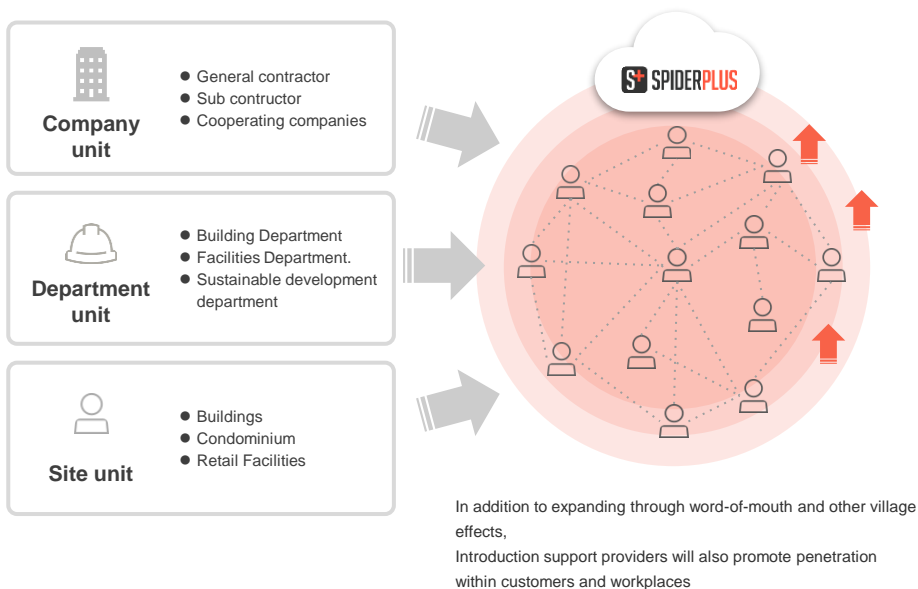 Company
unit
● General contractor
● Sub contructor
● Cooperating companies
Department
unit
● Building Department
● Facilities Department.
● Sustainable development
department
Site unit
● Buildings
● Condominium
● Retail Facilities
S+ SPIDERPLUS
In addition to expanding through word-of-mouth and other village
effects,
Introduction support providers will also promote penetration
within customers and workplaces